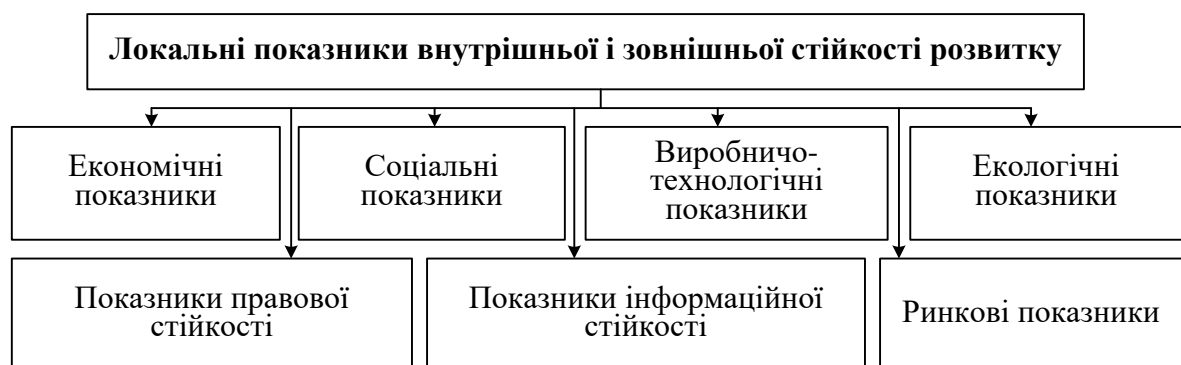 Локальні показники внутрішньої і зовнішньої стійкості розвитку
Економічні
показники
Соціальні
показники
Виробничо-
технологічні
показники
Екологічні
показники
Показники правової
стійкості
Показники інформаційної
стійкості
Ринкові показники